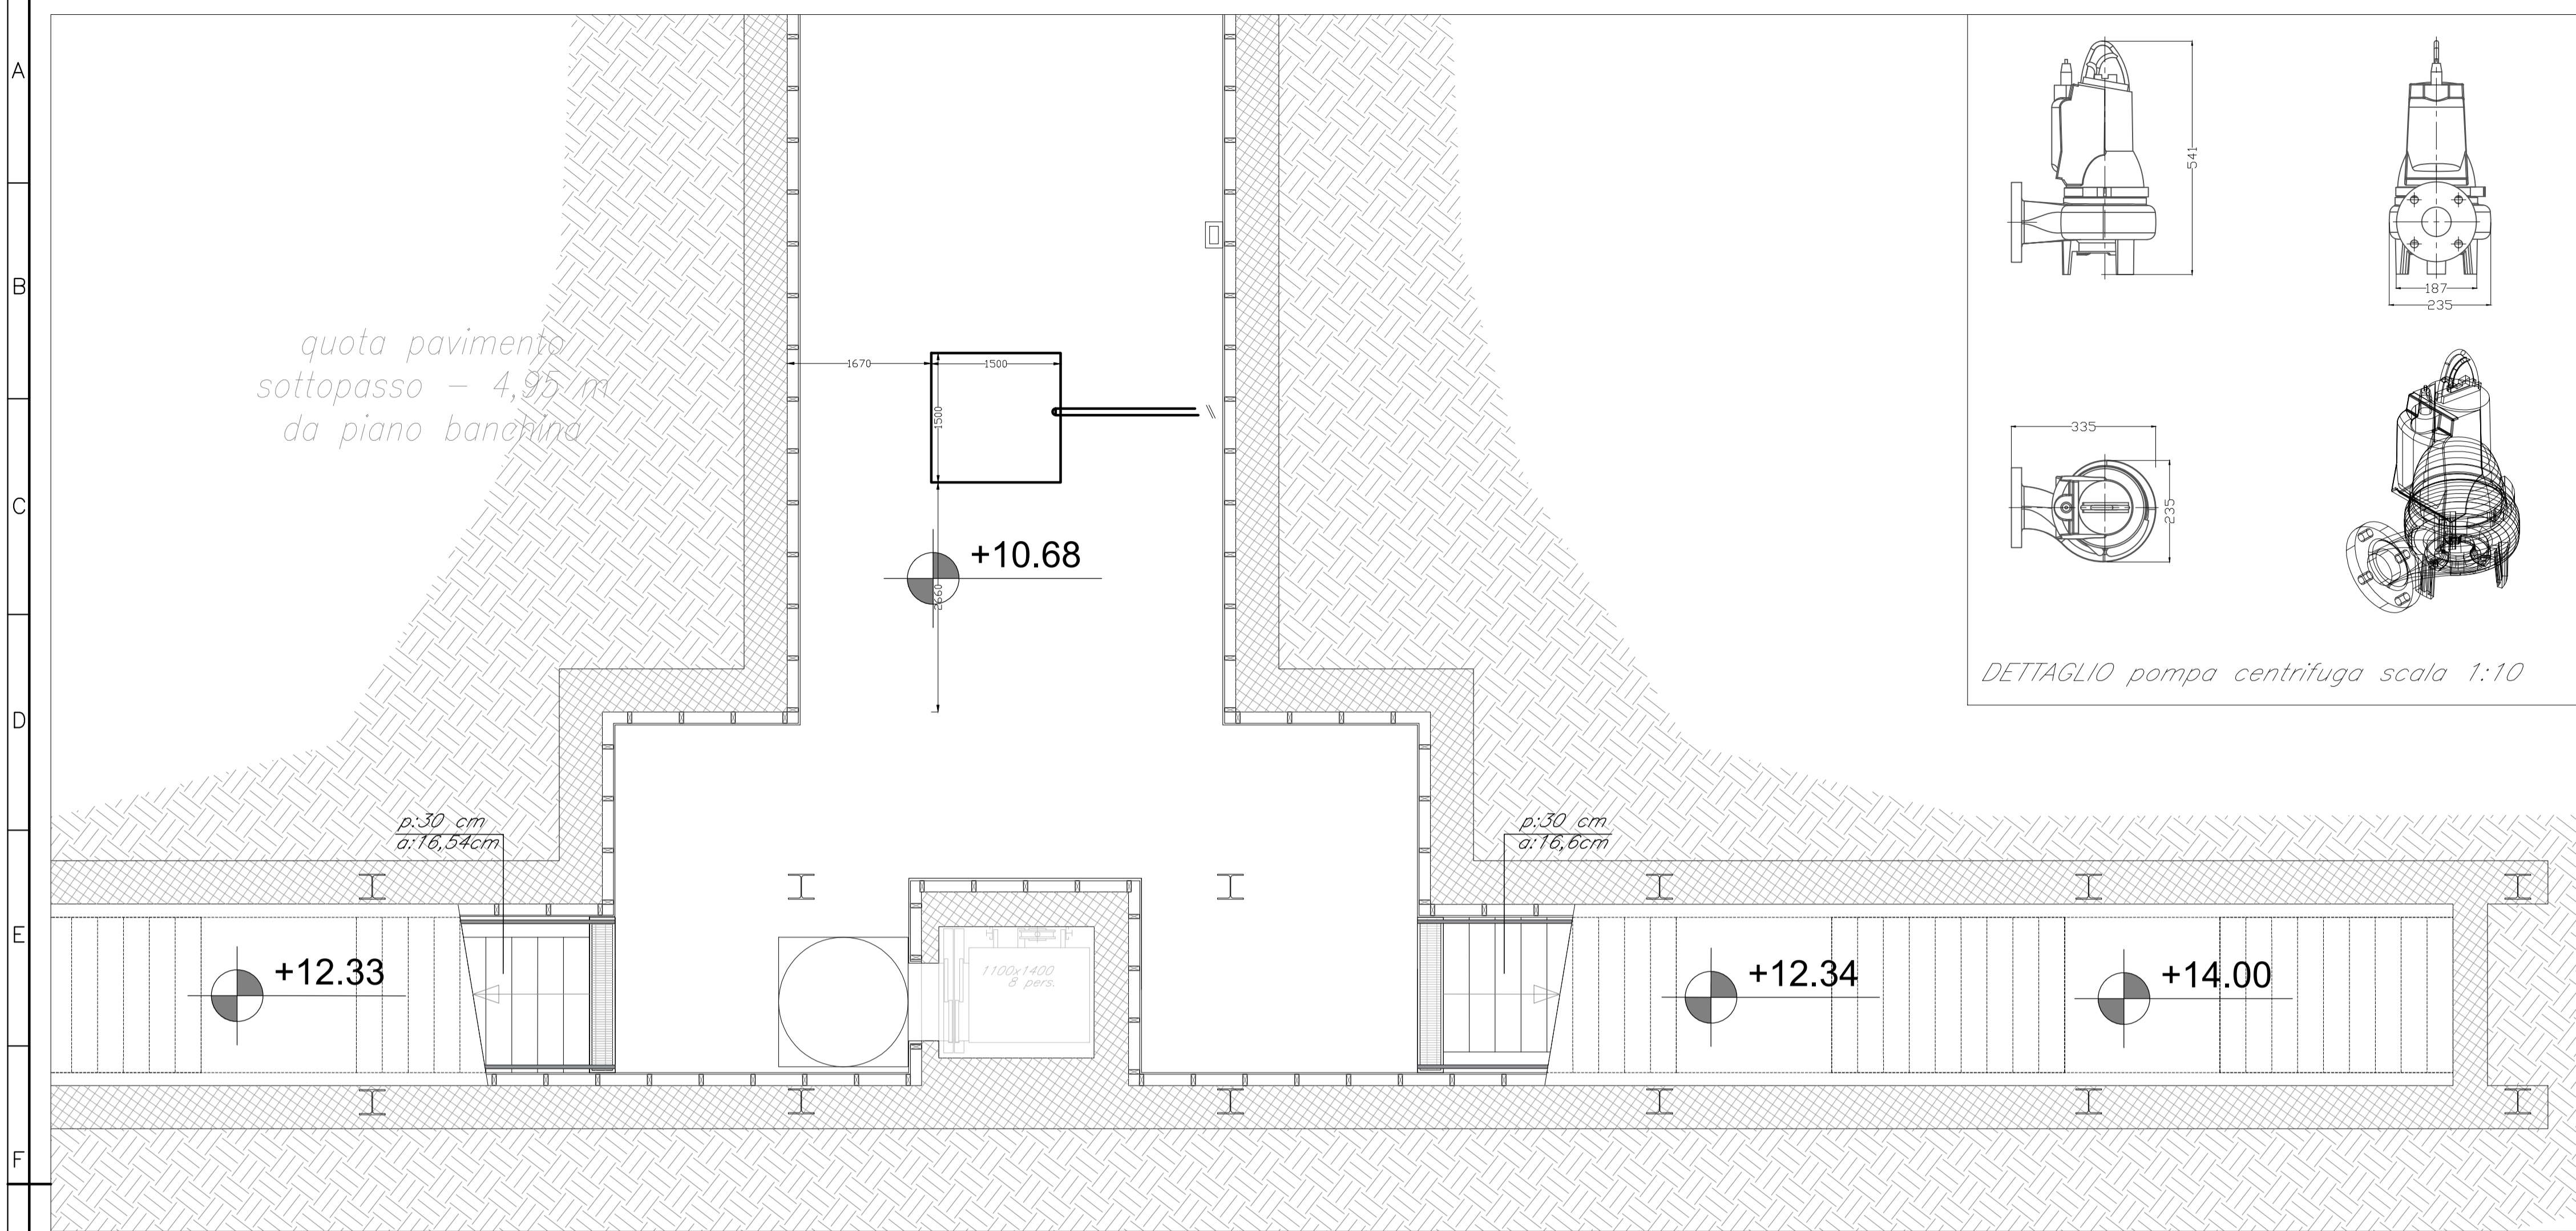 A
B
C
D
E
F
quota pavimento
sottopasso - 4,95 m
da piano banchina
1670
1500
1500
+10.68
2660
p:30 cm
a:16,54cm
p:30 cm
a:16,6cm
+12.33
1100x1400
8 pers.
+12.34
+14.00
541
187
235
335
235
DETTAGLIO pompa centrifuga scala 1:10